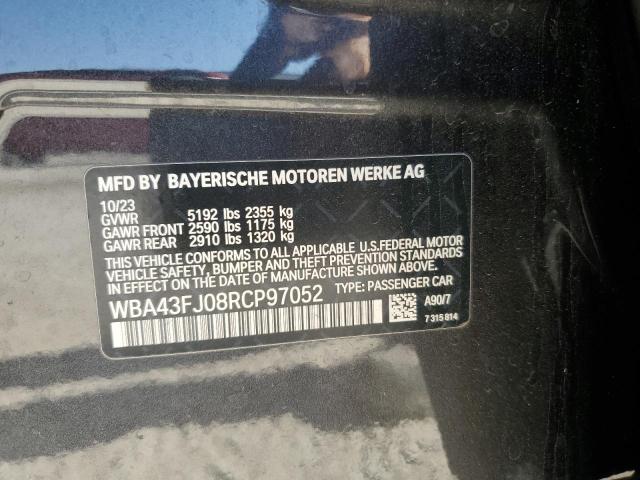 MFD BY BAYERISCHE MOTOREN WERKE AG
10/23
GVWR 5192 lbs 2355 kg
GAWR FRONT 2590 lbs 1175 kg
GAWR REAR 2910 lbs 1320 kg
THIS VEHICLE CONFORMS TO ALL APPLICABLE U.S.FEDERAL MOTOR
VEHICLE SAFETY, BUMPER AND THEFT PREVENTION STANDARDS
IN EFFECT ON THE DATE OF MANUFACTURE SHOWN ABOVE.
WBA43FJ08RCP97052 TYPE: PASSENGER CAR
A90/7
7 315 814